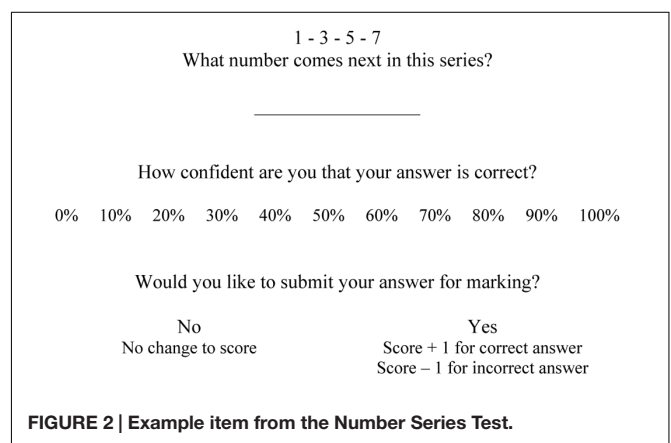 1 - 3 - 5 - 7
What number comes next in this series?
How confident are you that your answer is correct?
0% 10% 20% 30% 40% 50% 60% 70% 80% 90% 100%
Would you like to submit your answer for marking?
No Yes
No change to score Score + 1 for correct answer
Score – 1 for incorrect answer
FIGURE 2 | Example item from the Number Series Test.